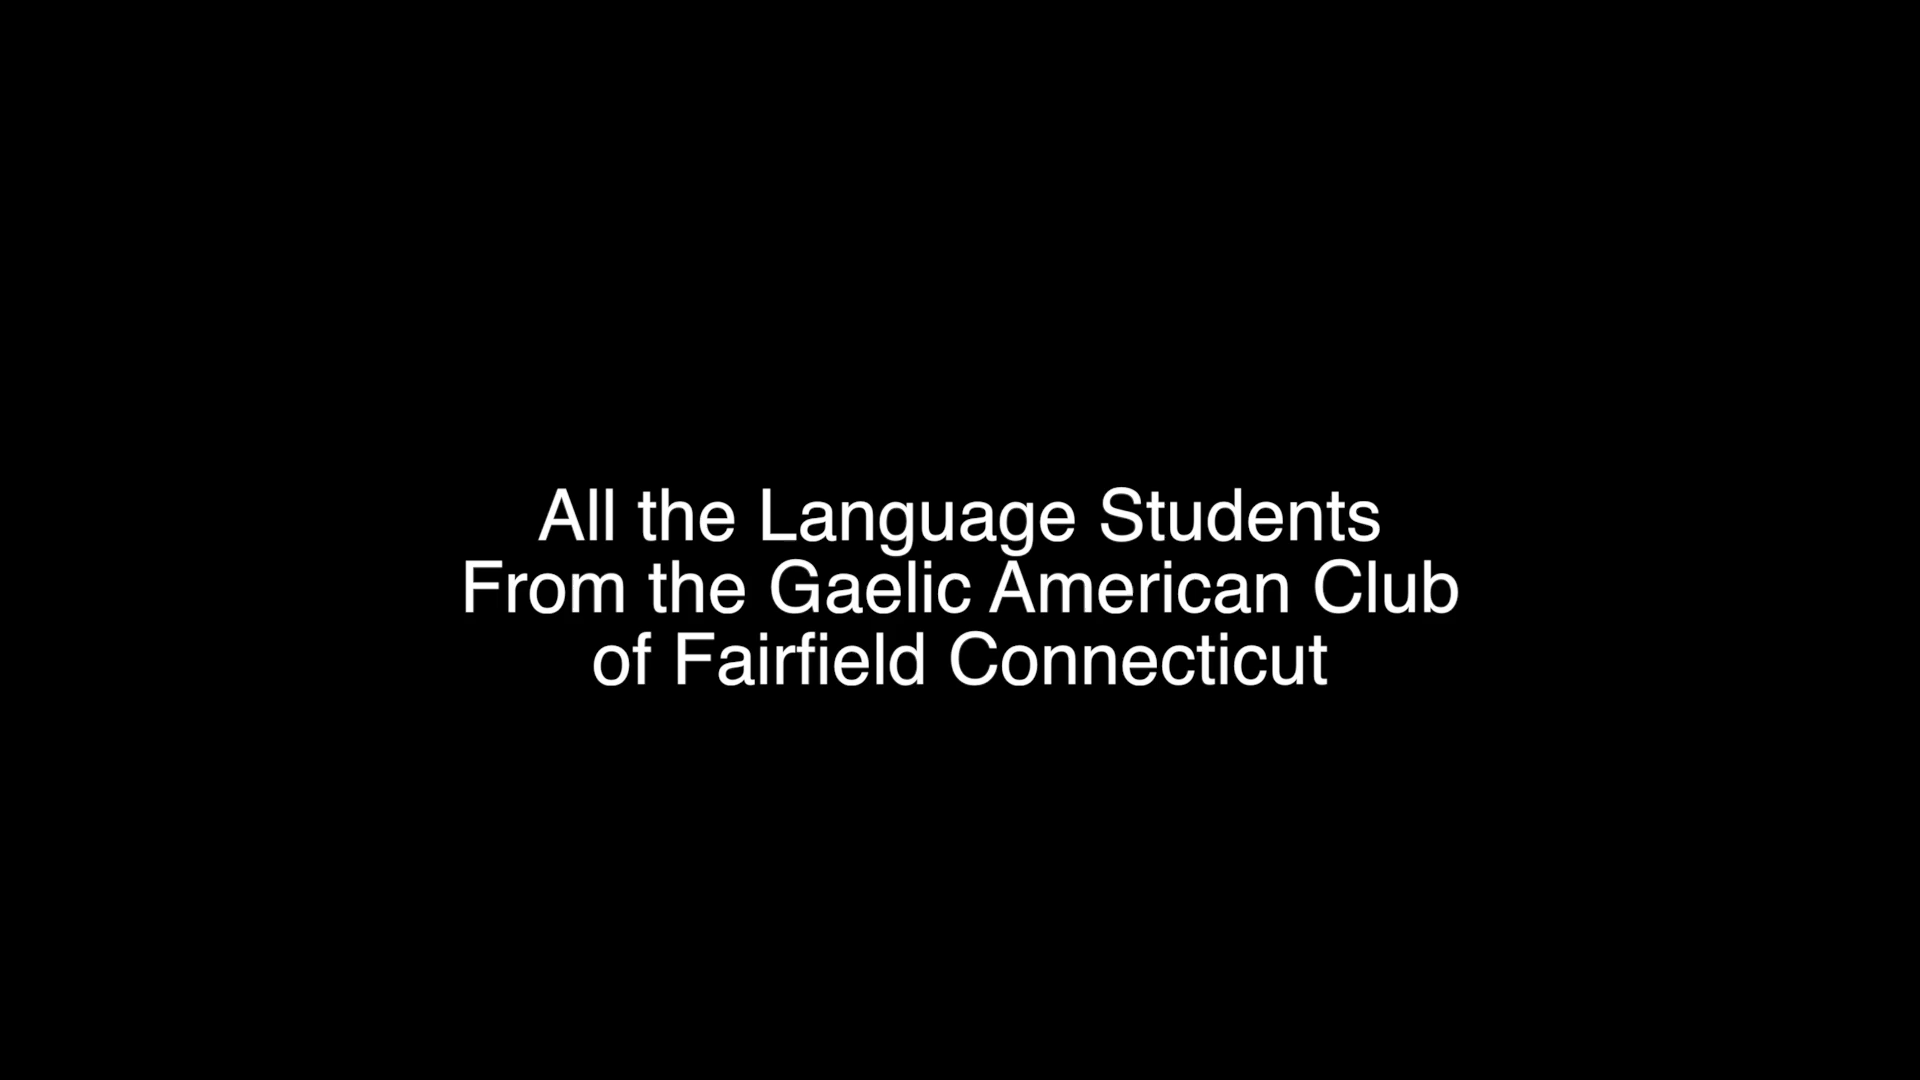 All the Language Students
From the Gaelic American Club
of Fairfield Connecticut